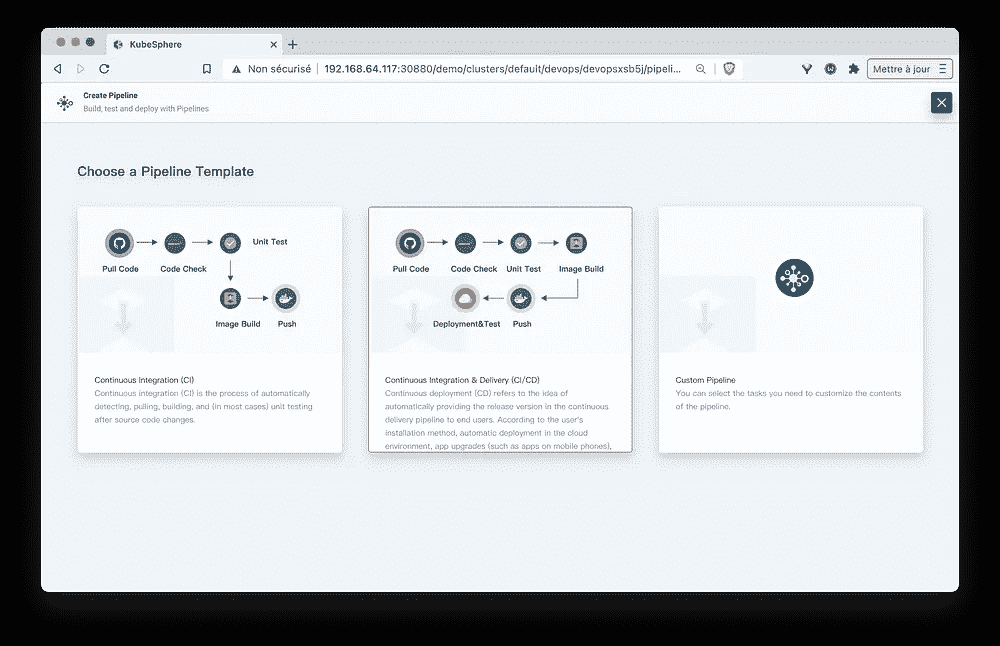 KubeSphere
Non sécurisé
192.168.64.117:30880/demo/clusters/default/devops/devopsxsb5j/pipeli...
Mettre à jour
Create Pipeline
Build, test and deploy with Pipelines
Choose a Pipeline Template
Unit Test
Pull Code
Code Check
Image Build
Push
Continuous Integration (CI)
Continuous integration (CI) is the process of automatically
detecting, pulling, building, and (in most cases) unit testing
after source code changes.
Pull Code
Code Check
Unit Test
Image Build
Deployment&Test
Push
Continuous Integration & Delivery (CI/CD)
Continuous deployment (CD) refers to the idea of
automatically providing the release version in the continuous
delivery pipeline to end users. According to the user's
installation method, automatic deployment in the cloud
environment, app upgrades (such as apps on mobile phones),
Custom Pipeline
You can select the tasks you need to customize the contents
of the pipeline.